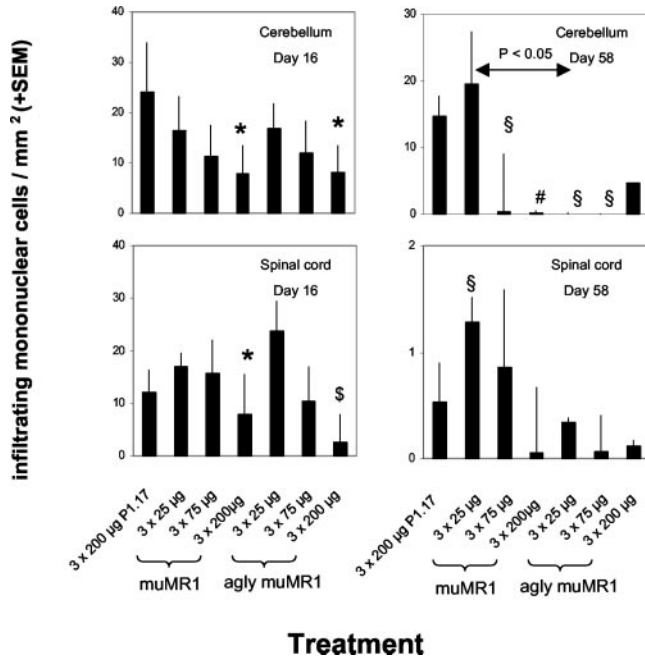 infiltrating mononuclear cells / mm ² (+SEM)
40
30
20
10
0
Cerebellum
Day 16
*
*
30
20
10
0
Cerebellum
P < 0.05
Day 58
§
#
§
§
40
30
20
10
0
Spinal cord
Day 16
*
$
2
1
0
Spinal cord
Day 58
§
3 x 200 µg P1.17
3 x 25 µg
3 x 75 µg
3 x 200µg
3 x 25 µg
3 x 75 µg
3 x 200 µg
muMR1
agly muMR1
3 x 200 µg P1.17
3 x 25 µg
3 x 75 µg
3 x 200µg
3 x 25 µg
3 x 75 µg
3 x 200 µg
muMR1
agly muMR1
Treatment